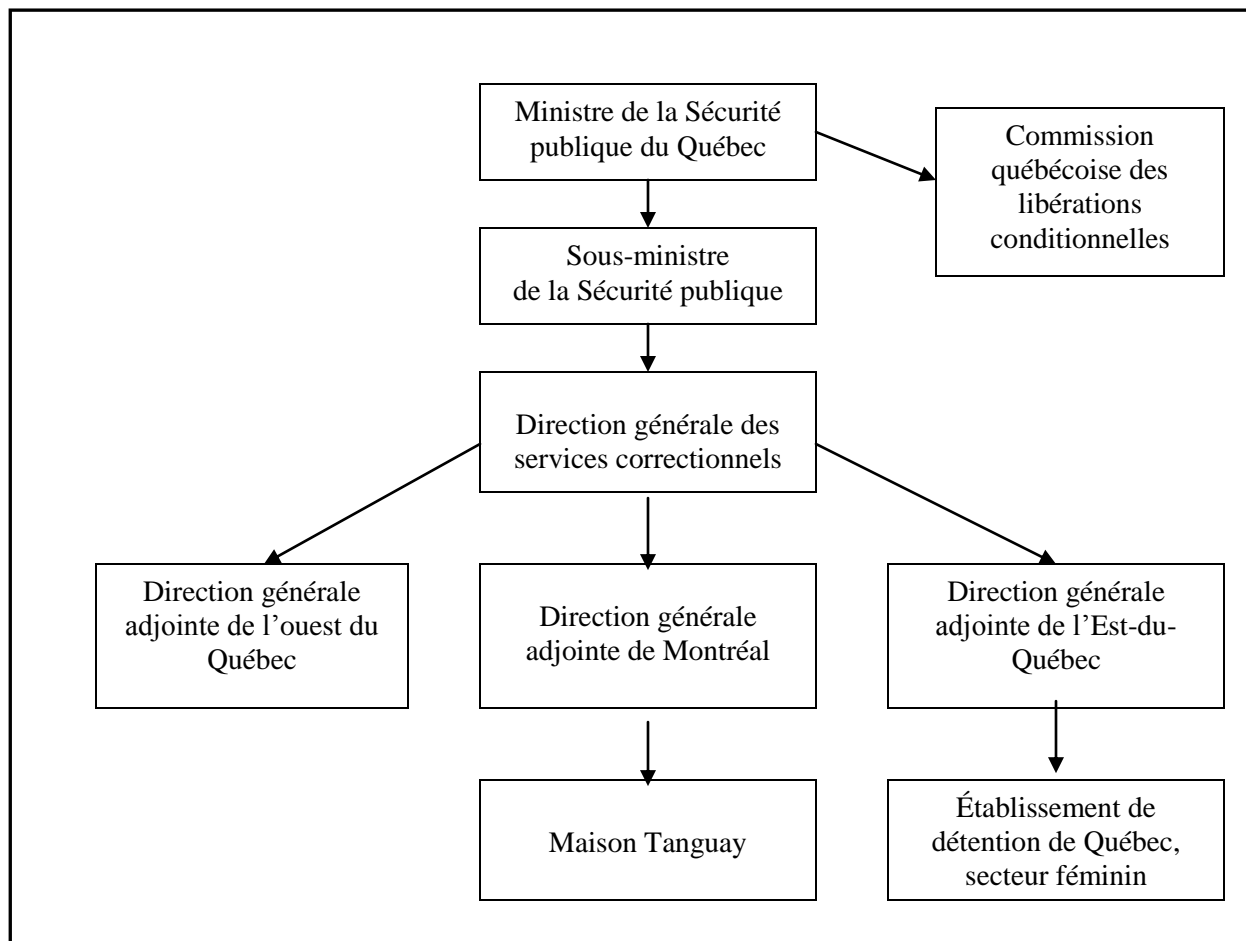 Ministre de la Sécurité
publique du Québec
Commission
québécoise des
libérations
conditionnelles
Sous-ministre
de la Sécurité publique
Direction générale des
services correctionnels
Direction générale
adjointe de l’ouest du
Québec
Direction générale
adjointe de Montréal
Direction générale
adjointe de l’Est-du-
Québec
Maison Tanguay
Établissement de
détention de Québec,
secteur féminin